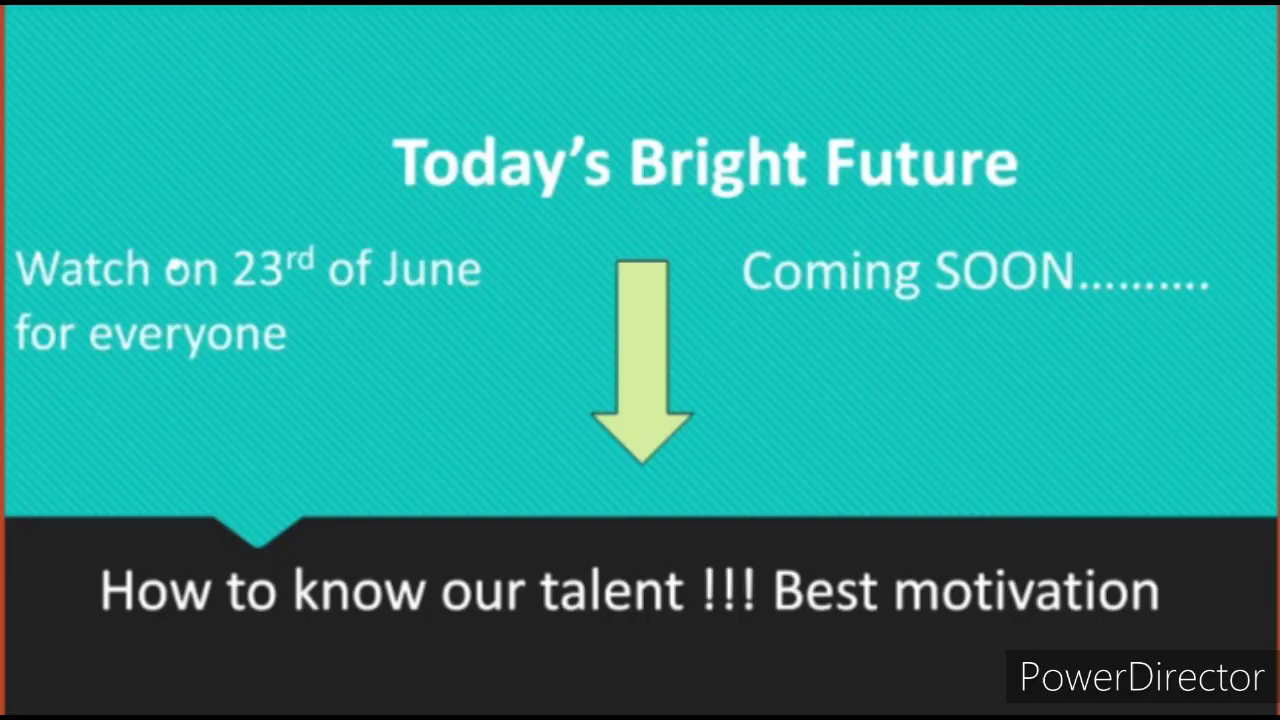 Today's Bright Future
Watch on 23rd of June
for everyone
Coming SOON..........
How to know our talent !!! Best motivation
PowerDirector